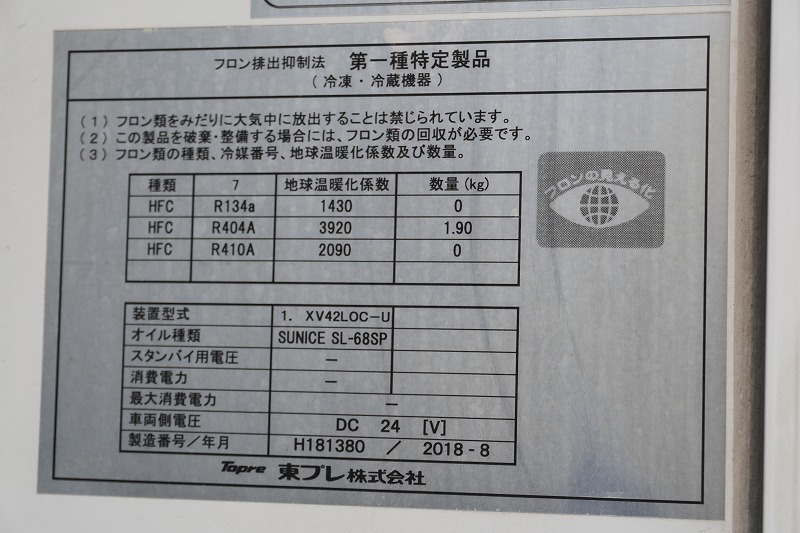 フロン排出抑制法 第一種特定製品
(冷凍・冷蔵機器)
(1) フロン類をみだりに大気中に放出することは禁じられています。
(2) この製品を破棄・整備する場合には、フロン類の回収が必要です。
(3) フロン類の種類、冷媒番号、地球温暖化係数及び数量。
フロンの見える化
種類 7 地球温暖化係数 数量(kg)
HFC R134a 1430 0
HFC R404A 3920 1.90
HFC R410A 2090 0
装置型式 1. XV42LOC-U
オイル種類 SUNICE SL-68SP
スタンバイ用電圧 —
消費電力 —
最大消費電力 —
車両側電圧 DC 24 [V]
製造番号/年月 H181380 / 2018-8
Topre 東プレ株式会社